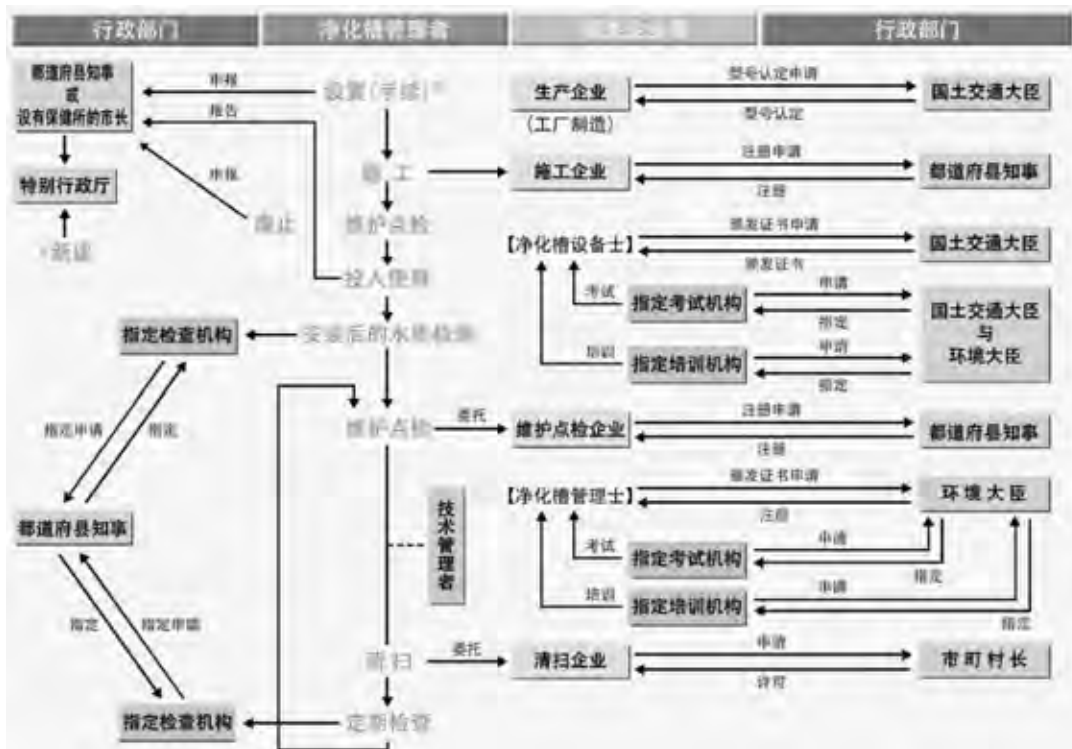 行政部门
净化槽管理者
行政部门
都道府县知事
或
设有保健所的市长
特别行政厅
申报
报告
申报
设置(手续)
施工
废止
维护点检
投入使用
安装后的水质检测
指定检查机构
指定申请
指定
都道府县知事
指定
指定申请
指定检查机构
维护点检
技术管理者
清扫
定期检查
委托
委托
生产企业
(工厂制造)
型号认定申请
型号认定
国土交通大臣
施工企业
注册申请
注册
都道府县知事
【净化槽设备士】
颁发证书申请
颁发证书
国土交通大臣
考试
指定考试机构
申请
指定
培训
指定培训机构
申请
指定
国土交通大臣
与
环境大臣
维护点检企业
注册申请
注册
都道府县知事
【净化槽管理士】
颁发证书申请
注册
环境大臣
考试
指定考试机构
申请
指定
培训
指定培训机构
申请
指定
清扫企业
申请
许可
市町村长